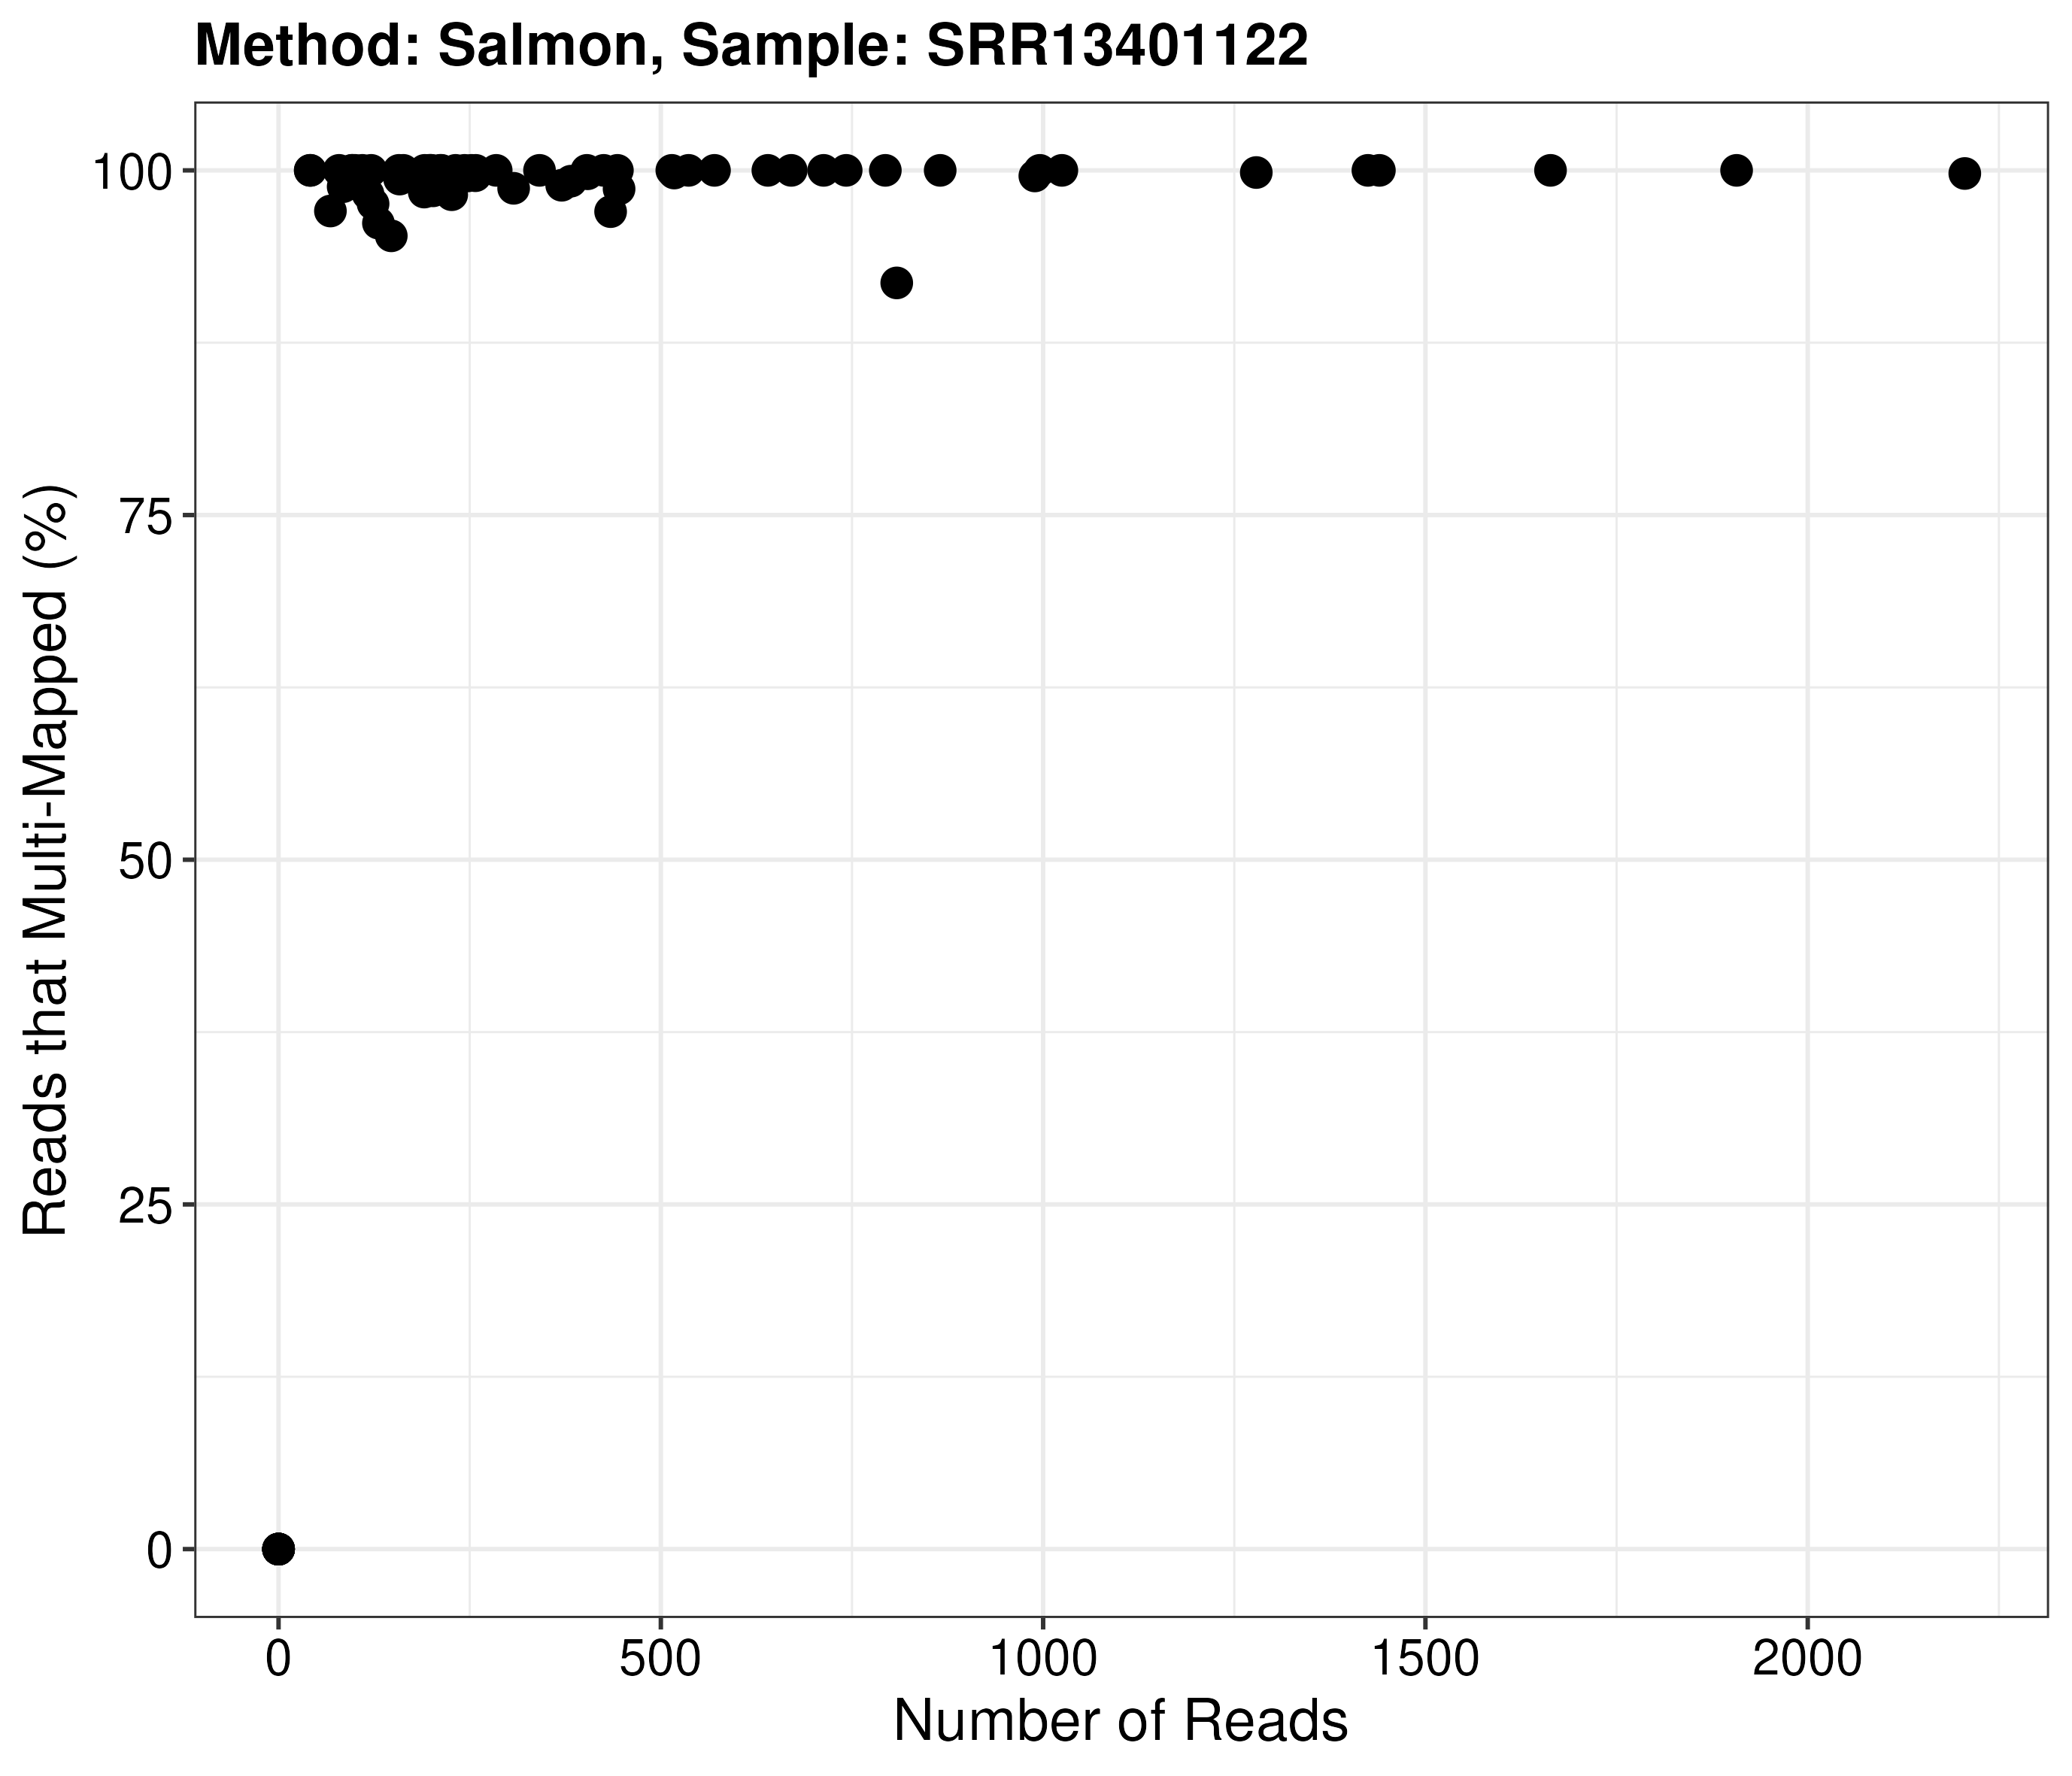 Method: Salmon, Sample: SRR13401122
Reads that Multi-Mapped (%)
100
75
50
25
0
0 500 1000 1500 2000
Number of Reads